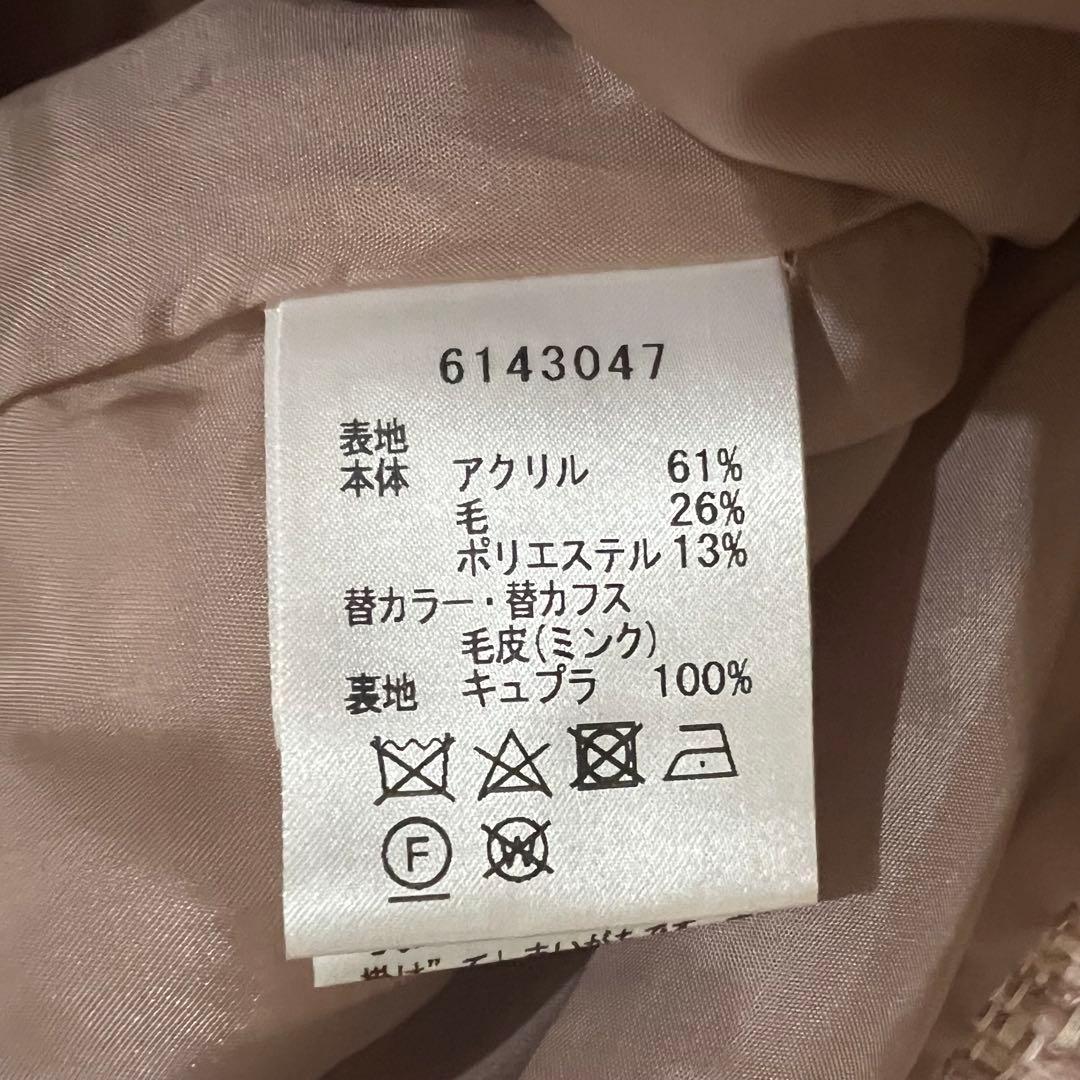 6143047
表地
本体 アクリル 61%
毛 26%
ポリエステル 13%
替カラー・替カフス
毛皮(ミンク)
裏地 キュプラ 100%
F W